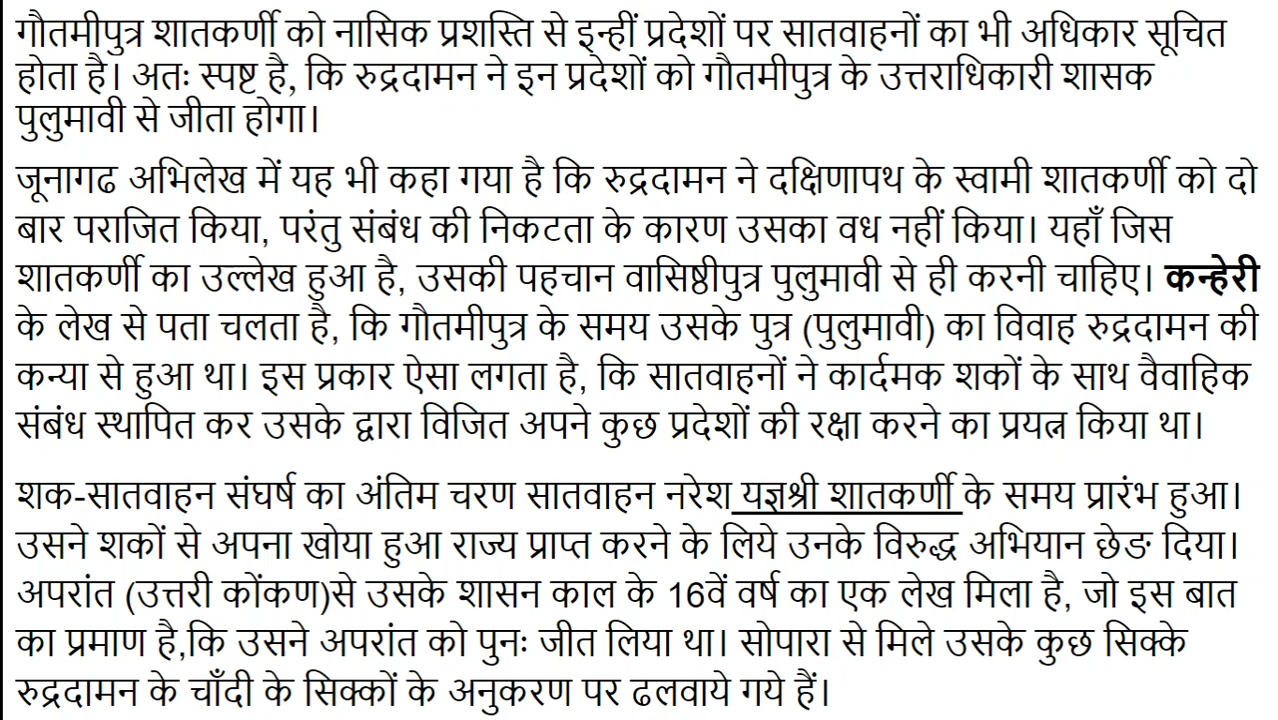 गौतमीपुत्र शातकर्णी को नासिक प्रशस्ति से इन्हीं प्रदेशों पर सातवाहनों का भी अधिकार सूचित
होता है। अतः स्पष्ट है, कि रुद्रदामन ने इन प्रदेशों को गौतमीपुत्र के उत्तराधिकारी शासक
पुलुमावी से जीता होगा।
जूनागढ अभिलेख में यह भी कहा गया है कि रुद्रदामन ने दक्षिणापथ के स्वामी शातकर्णी को दो
बार पराजित किया, परंतु संबंध की निकटता के कारण उसका वध नहीं किया। यहाँ जिस
शातकर्णी का उल्लेख हुआ है, उसकी पहचान वासिष्ठीपुत्र पुलुमावी से ही करनी चाहिए। कन्हेरी
के लेख से पता चलता है, कि गौतमीपुत्र के समय उसके पुत्र (पुलुमावी) का विवाह रुद्रदामन की
कन्या से हुआ था। इस प्रकार ऐसा लगता है, कि सातवाहनों ने कार्दमक शकों के साथ वैवाहिक
संबंध स्थापित कर उसके द्वारा विजित अपने कुछ प्रदेशों की रक्षा करने का प्रयत्न किया था।
शक-सातवाहन संघर्ष का अंतिम चरण सातवाहन नरेश यज्ञश्री शातकर्णी के समय प्रारंभ हुआ।
उसने शकों से अपना खोया हुआ राज्य प्राप्त करने के लिये उनके विरुद्ध अभियान छेङ दिया।
अपरांत (उत्तरी कोंकण)से उसके शासन काल के 16वें वर्ष का एक लेख मिला है, जो इस बात
का प्रमाण है,कि उसने अपरांत को पुनः जीत लिया था। सोपारा से मिले उसके कुछ सिक्के
रुद्रदामन के चाँदी के सिक्कों के अनुकरण पर ढलवाये गये हैं।